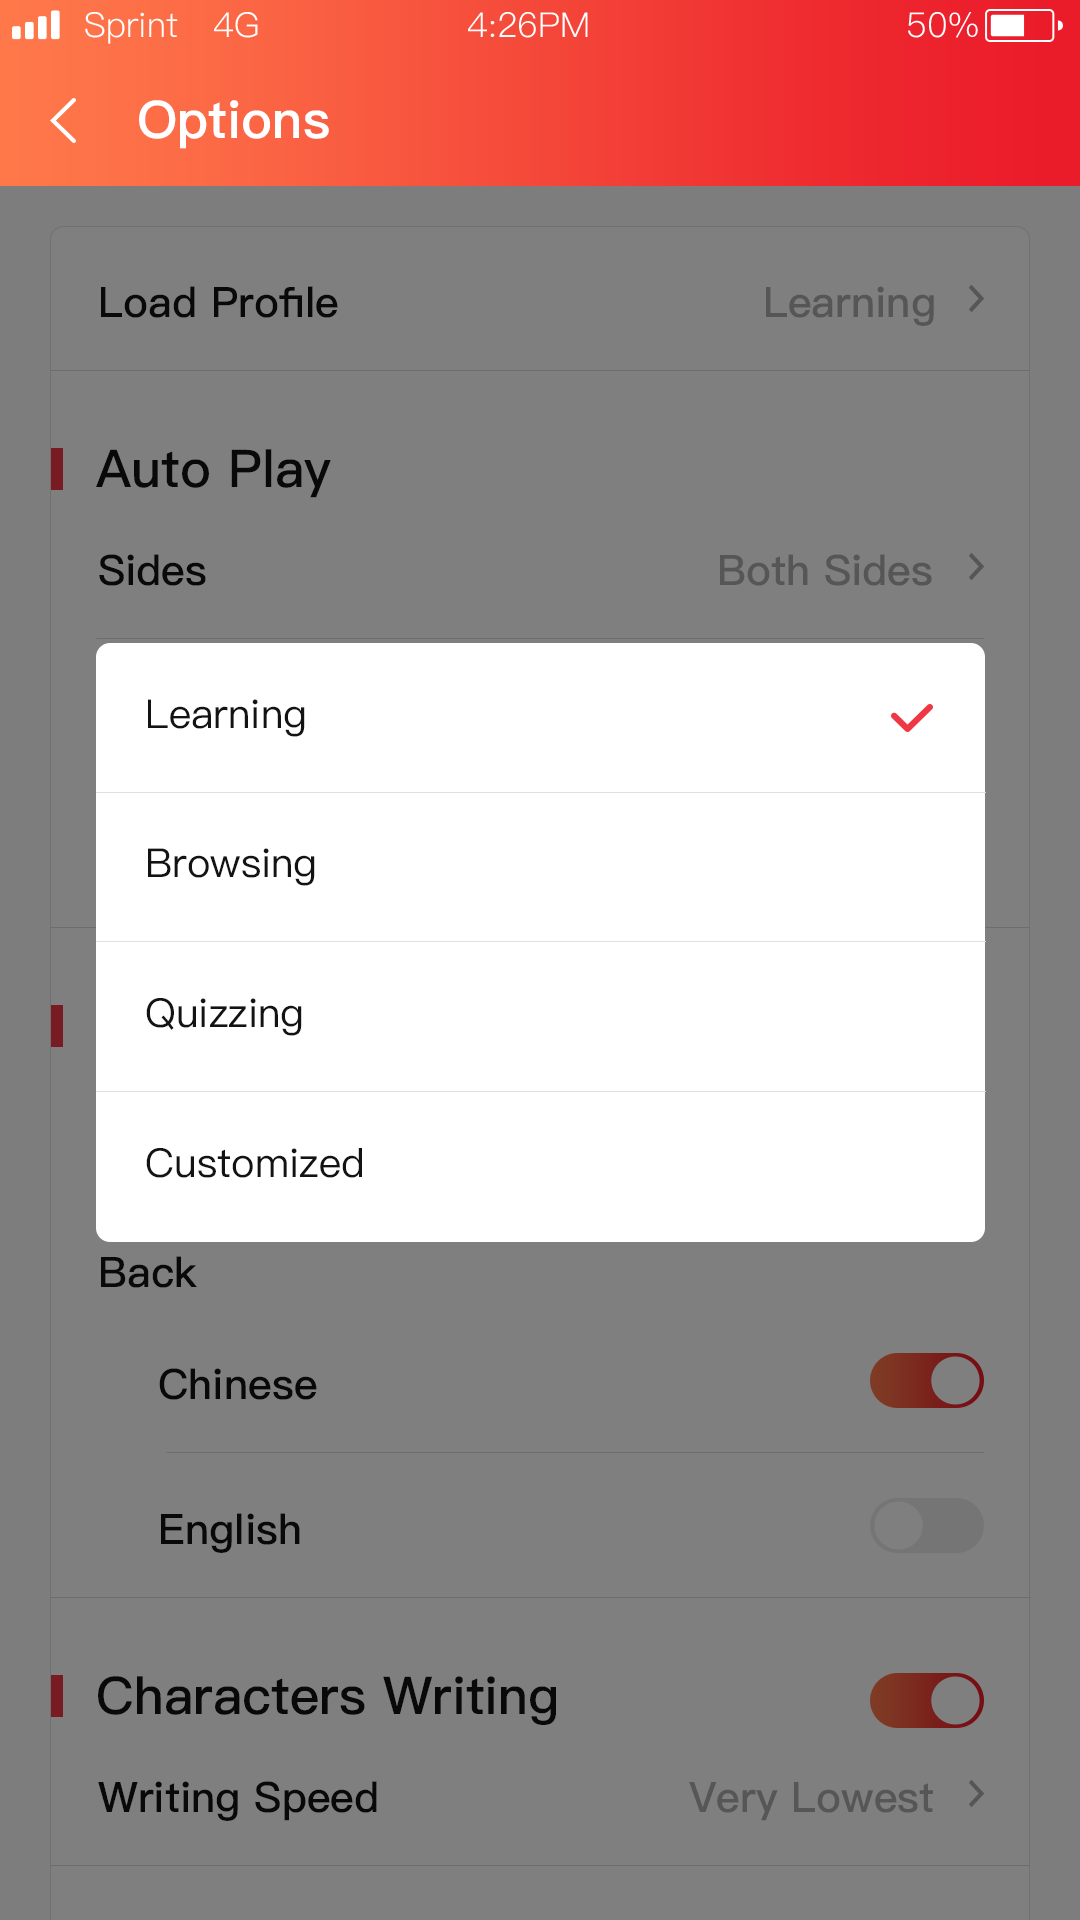 Sprint 4G 4:26PM 50%
Options
Load Profile Learning
Auto Play
Sides Both Sides
Learning
Browsing
Quizzing
Customized
Back
Chinese
English
Characters Writing
Writing Speed Very Lowest